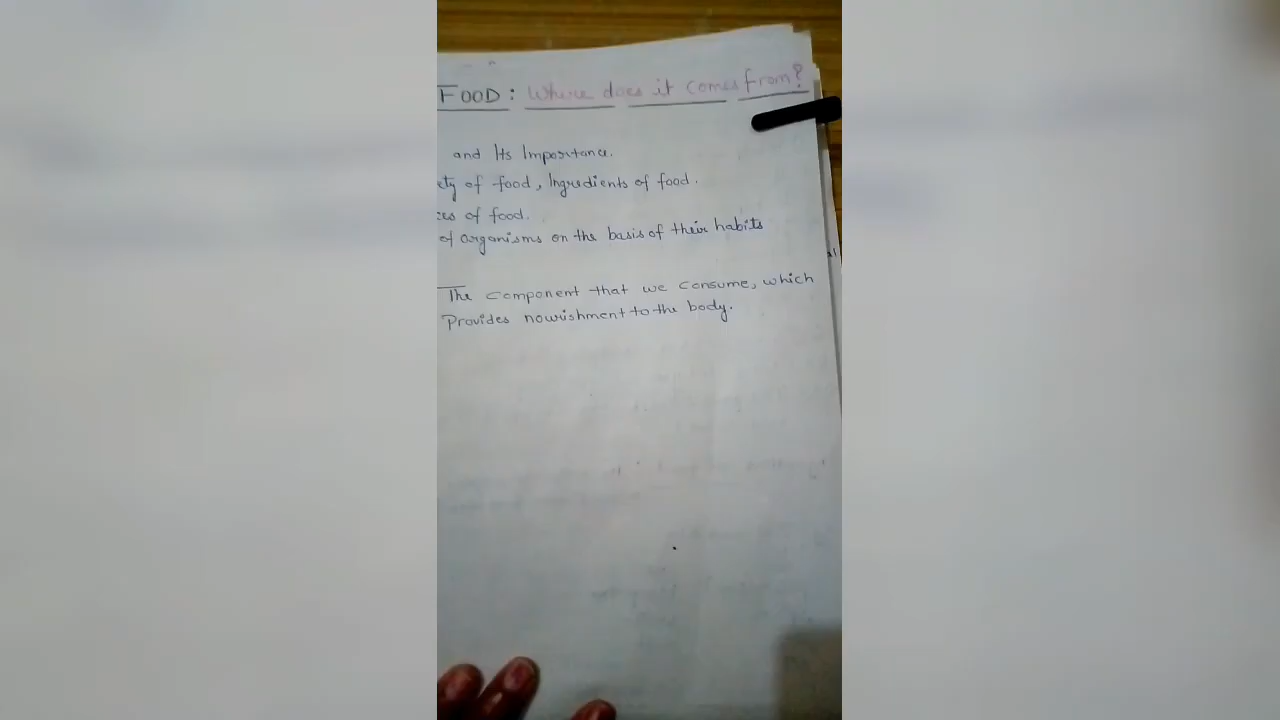 FOOD: Where does it comes from?
and Its Importance.
ety of food, Ingredients of food.
ces of food.
of organisms on the basis of their habits
The component that we consume, which
Provides nourishment to the body.